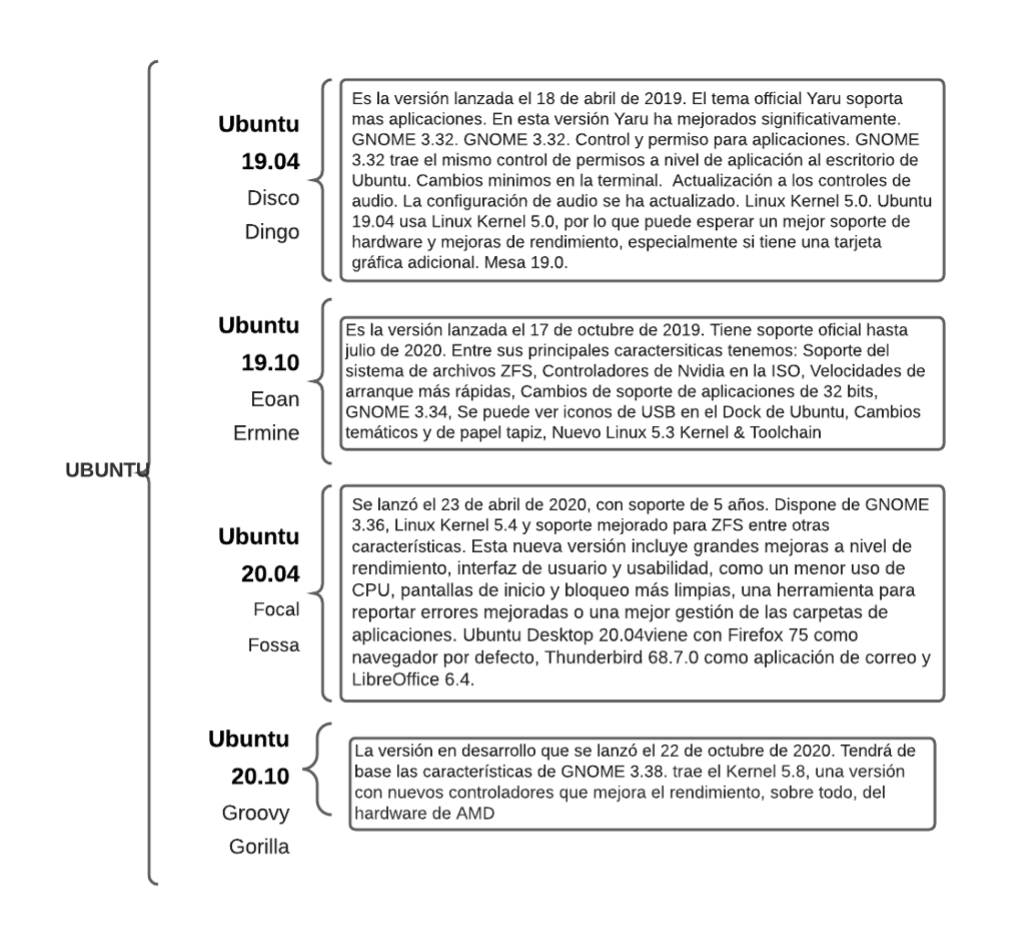 Ubuntu
19.04
Disco
Dingo
Es la versión lanzada el 18 de abril de 2019. El tema official Yaru soporta
mas aplicaciones. En esta versión Yaru ha mejorados significativamente.
GNOME 3.32. GNOME 3.32. Control y permiso para aplicaciones. GNOME
3.32 trae el mismo control de permisos a nivel de aplicación al escritorio de
Ubuntu. Cambios minimos en la terminal.  Actualización a los controles de
audio. La configuración de audio se ha actualizado. Linux Kernel 5.0. Ubuntu
19.04 usa Linux Kernel 5.0, por lo que puede esperar un mejor soporte de
hardware y mejoras de rendimiento, especialmente si tiene una tarjeta
gráfica adicional. Mesa 19.0.
Ubuntu
19.10
Eoan
Ermine
Es la versión lanzada el 17 de octubre de 2019. Tiene soporte oficial hasta
julio de 2020. Entre sus principales caractersiticas tenemos: Soporte del
sistema de archivos ZFS, Controladores de Nvidia en la ISO, Velocidades de
arranque más rápidas, Cambios de soporte de aplicaciones de 32 bits,
GNOME 3.34, Se puede ver iconos de USB en el Dock de Ubuntu, Cambios
temáticos y de papel tapiz, Nuevo Linux 5.3 Kernel & Toolchain
UBUNTU
Ubuntu
20.04
Focal
Fossa
Se lanzó el 23 de abril de 2020, con soporte de 5 años. Dispone de GNOME
3.36, Linux Kernel 5.4 y soporte mejorado para ZFS entre otras
características. Esta nueva versión incluye grandes mejoras a nivel de
rendimiento, interfaz de usuario y usabilidad, como un menor uso de
CPU, pantallas de inicio y bloqueo más limpias, una herramienta para
reportar errores mejoradas o una mejor gestión de las carpetas de
aplicaciones. Ubuntu Desktop 20.04viene con Firefox 75 como
navegador por defecto, Thunderbird 68.7.0 como aplicación de correo y
LibreOffice 6.4.
Ubuntu
20.10
Groovy
Gorilla
La versión en desarrollo que se lanzó el 22 de octubre de 2020. Tendrá de
base las características de GNOME 3.38. trae el Kernel 5.8, una versión
con nuevos controladores que mejora el rendimiento, sobre todo, del
hardware de AMD